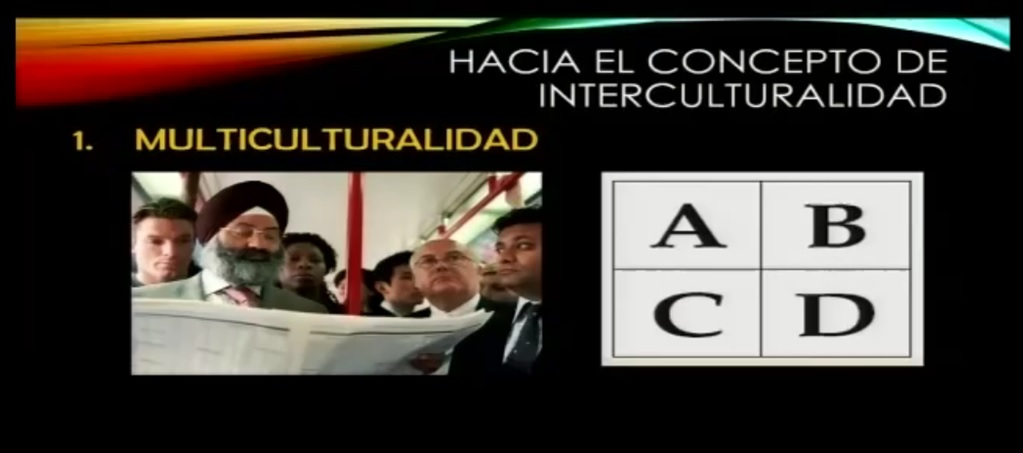 HACIA EL CONCEPTO DE
INTERCULTURALIDAD
1. MULTICULTURALIDAD
A B
C D